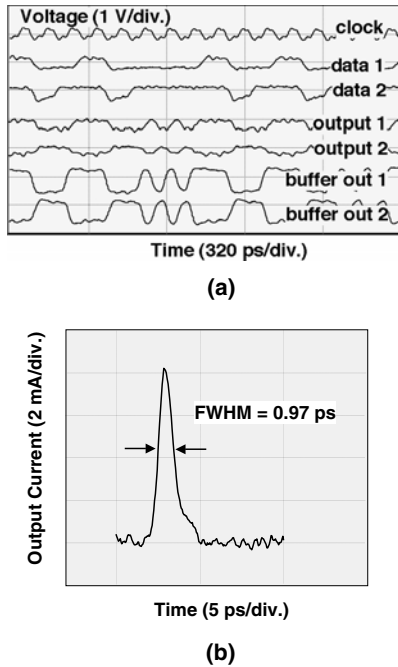 Voltage (1 V/div.)
clock
data 1
data 2
output 1
output 2
buffer out 1
buffer out 2
Time (320 ps/div.)
(a)
Output Current (2 mA/div.)
FWHM = 0.97 ps
Time (5 ps/div.)
(b)